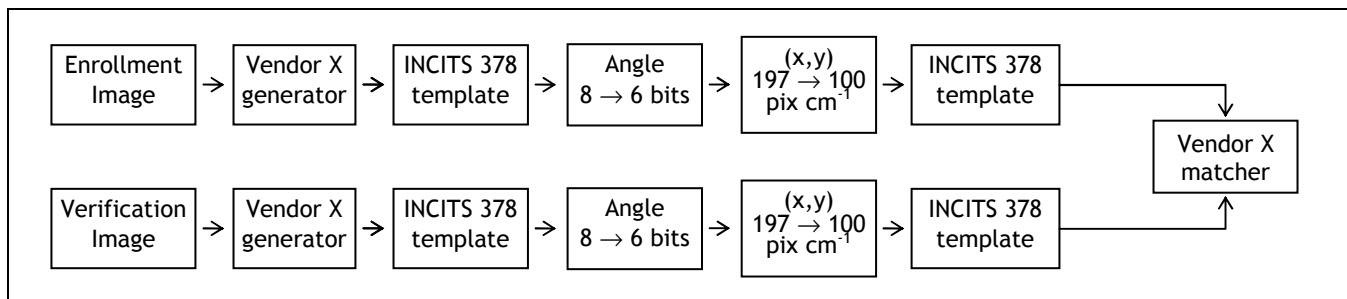 Enrollment
Image
Vendor X
generator
INCITS 378
template
Angle
8 → 6 bits
(x,y)
197 → 100
pix cm⁻¹
INCITS 378
template
Vendor X
matcher
Verification
Image
Vendor X
generator
INCITS 378
template
Angle
8 → 6 bits
(x,y)
197 → 100
pix cm⁻¹
INCITS 378
template